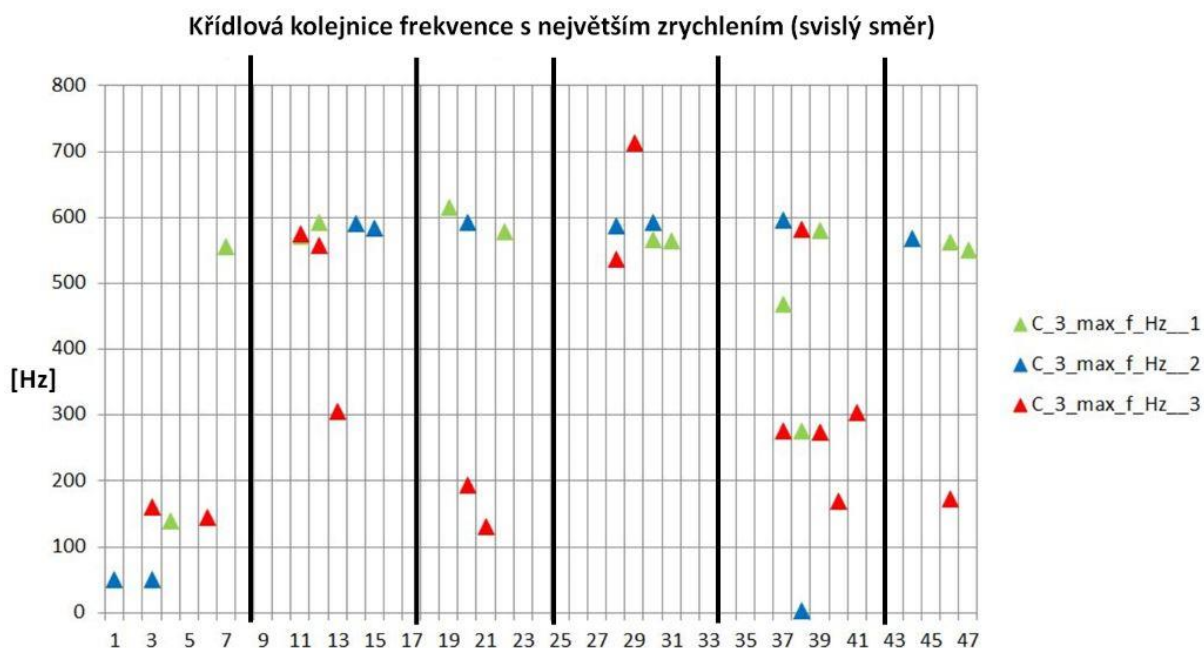 Křídlová kolejnice frekvence s největším zrychlením (svislý směr)
800
700
600
500
400
[Hz]
300
200
100
0
1 3 5 7 9 11 13 15 17 19 21 23 25 27 29 31 33 35 37 39 41 43 45 47
C_3_max_f_Hz__1
C_3_max_f_Hz__2
C_3_max_f_Hz__3